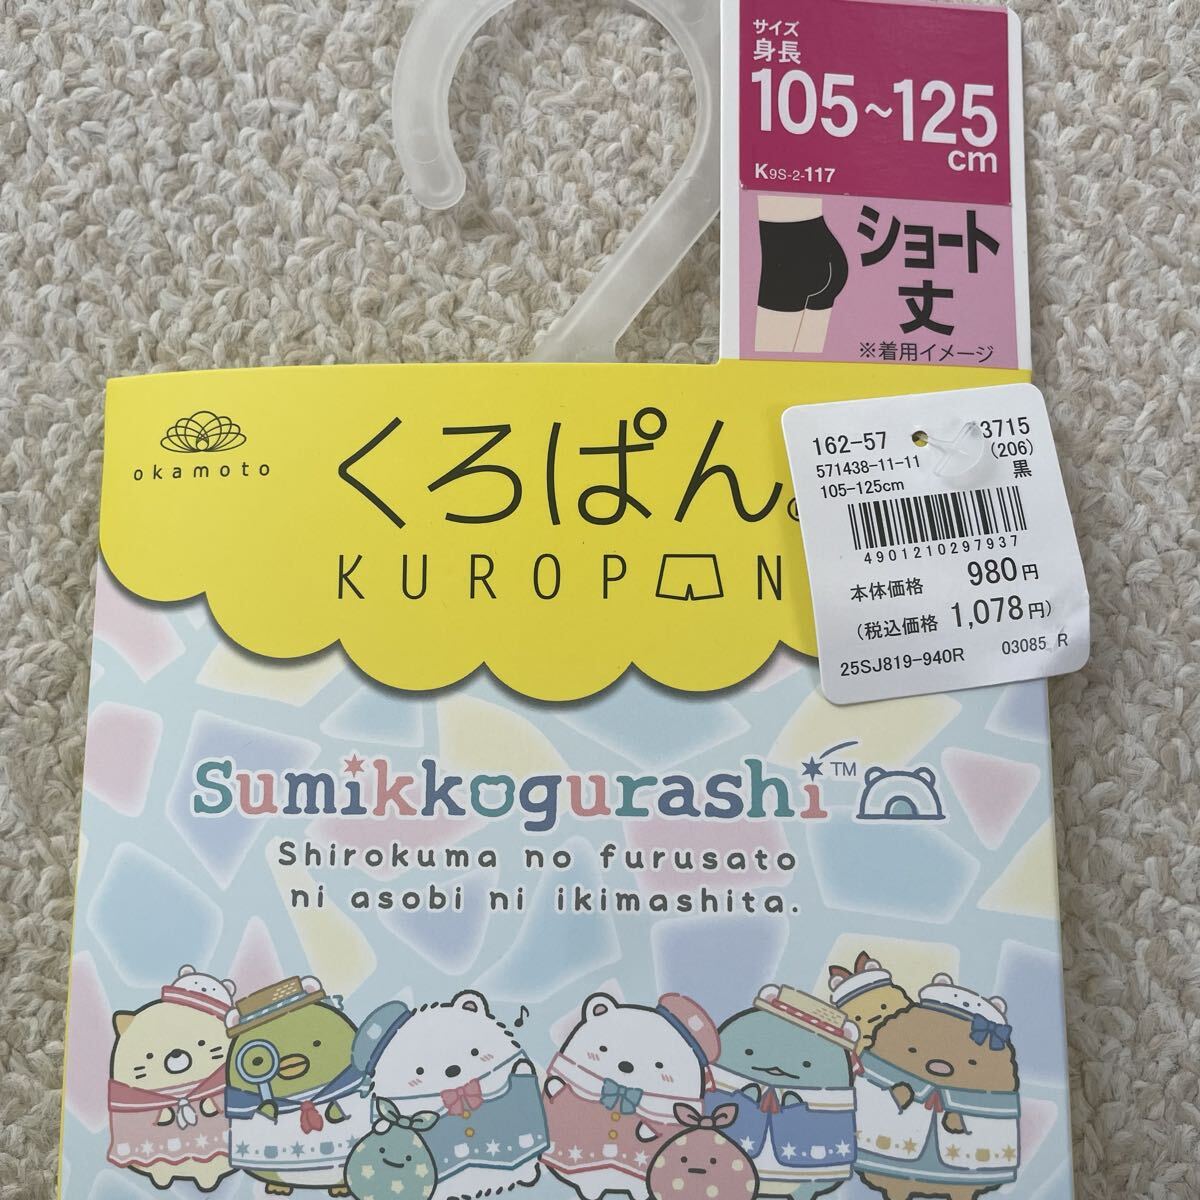 サイズ
身長
105~125
cm
K9S-2-117
ショート
丈
※着用イメージ
okamoto
くろぱん
KUROP N
162-57
3715
571438-11-11
(206)
105-125cm
黒
4901210297937
本体価格 980円
(税込価格 1,078円)
25SJ819-940R
03085 R
Sumikkogurashi™
Shirokuma no furusato
ni asobi ni ikimashita.